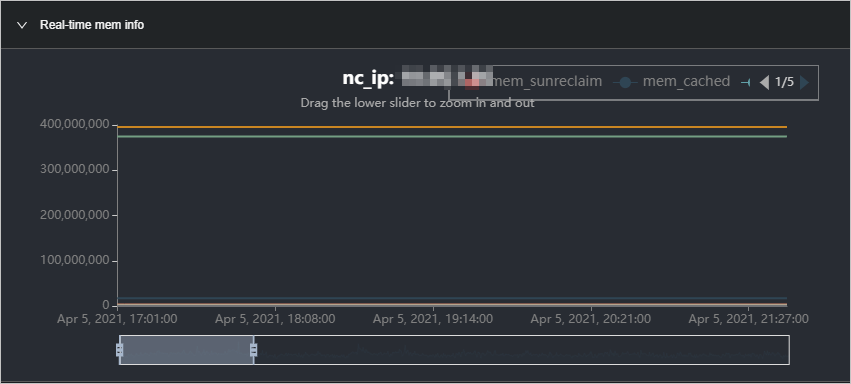 Real-time mem info
nc_ip:
mem_sunreclaim mem_cached 1/5
Drag the lower slider to zoom in and out
400,000,000
300,000,000
200,000,000
100,000,000
0
Apr 5, 2021, 17:01:00 Apr 5, 2021, 18:08:00 Apr 5, 2021, 19:14:00 Apr 5, 2021, 20:21:00 Apr 5, 2021, 21:27:00